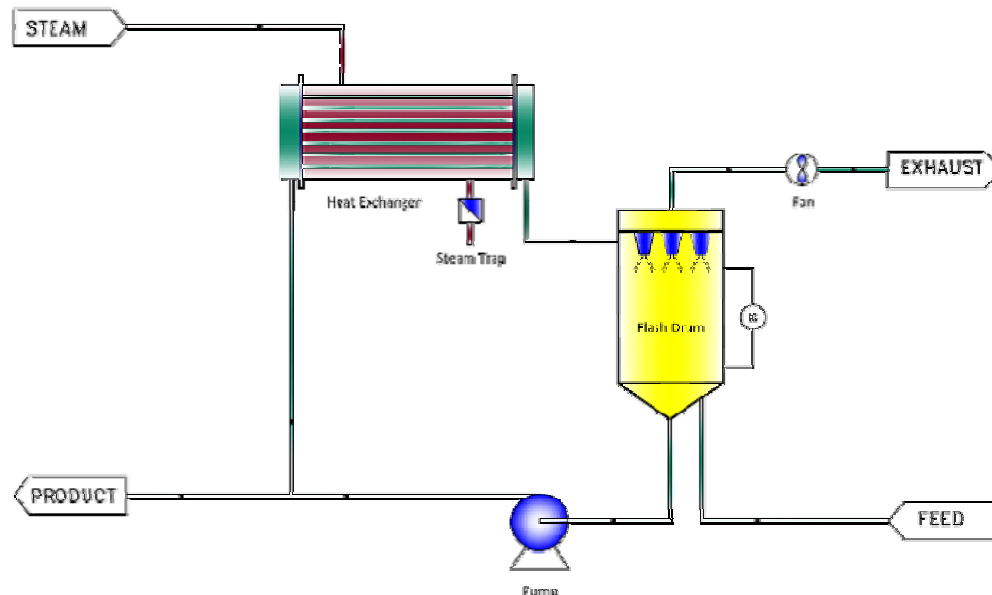 STEAM
EXHAUST
Heat Exchanger
Fan
Steam Trap
Flash Drum
PRODUCT
FEED
Pump